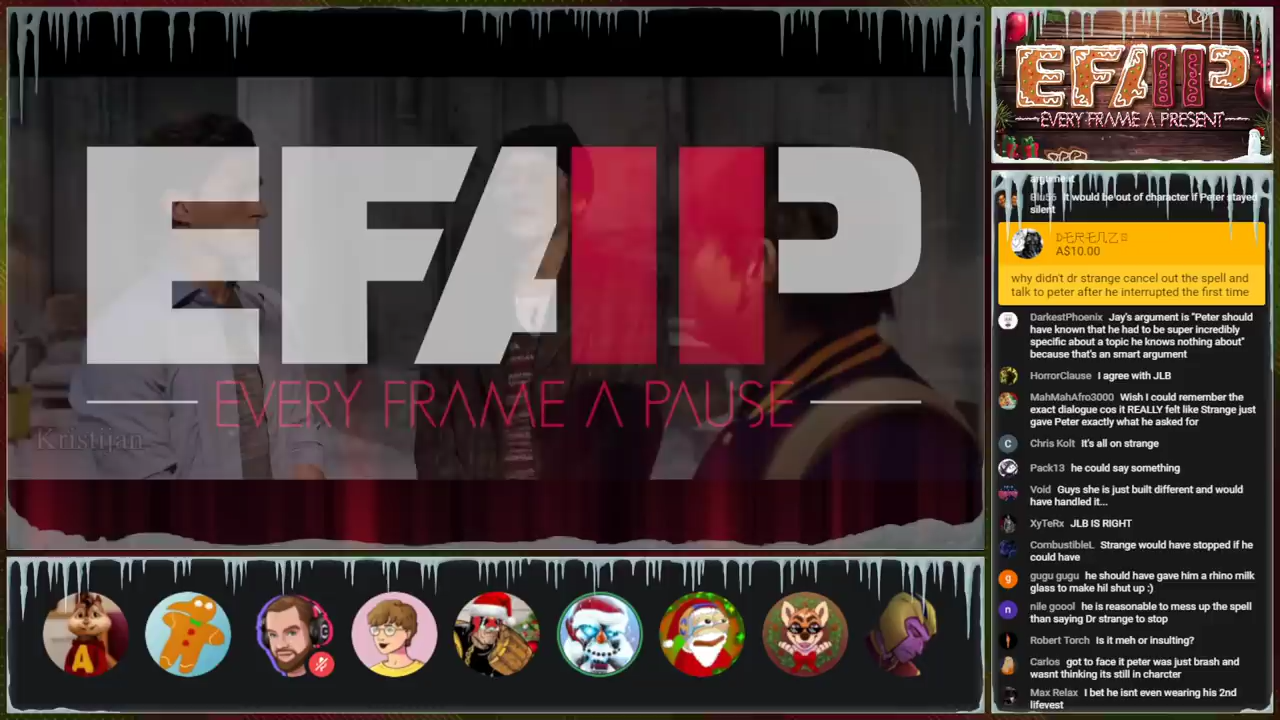 EFAP
EVERY FRAME A PAUSE
Kristijan
EFAP
EVERY FRAME A PRESENT
argument
It would be out of character if Peter stayed
silent
A$10.00
why didn't dr strange cancel out the spell and
talk to peter after he interrupted the first time
DarkestPhoenix Jay's argument is "Peter should
have known that he had to be super incredibly
specific about a topic he knows nothing about"
because that's an smart argument
HorrorClause I agree with JLB
MahMahAfro3000 Wish I could remember the
exact dialogue cos it REALLY felt like Strange just
gave Peter exactly what he asked for
C Chris Kolt It's all on strange
Pack13 he could say something
Void Guys she is just built different and would
have handled it...
XyTeRx JLB IS RIGHT
CombustibleL Strange would have stopped if he
could have
g gugu gugu he should have gave him a rhino milk
glass to make hil shut up :)
n nile goool he is reasonable to mess up the spell
than saying Dr strange to stop
Robert Torch Is it meh or insulting?
Carlos got to face it peter was just brash and
wasnt thinking its still in charcter
Max Relax I bet he isnt even wearing his 2nd
lifevest
A